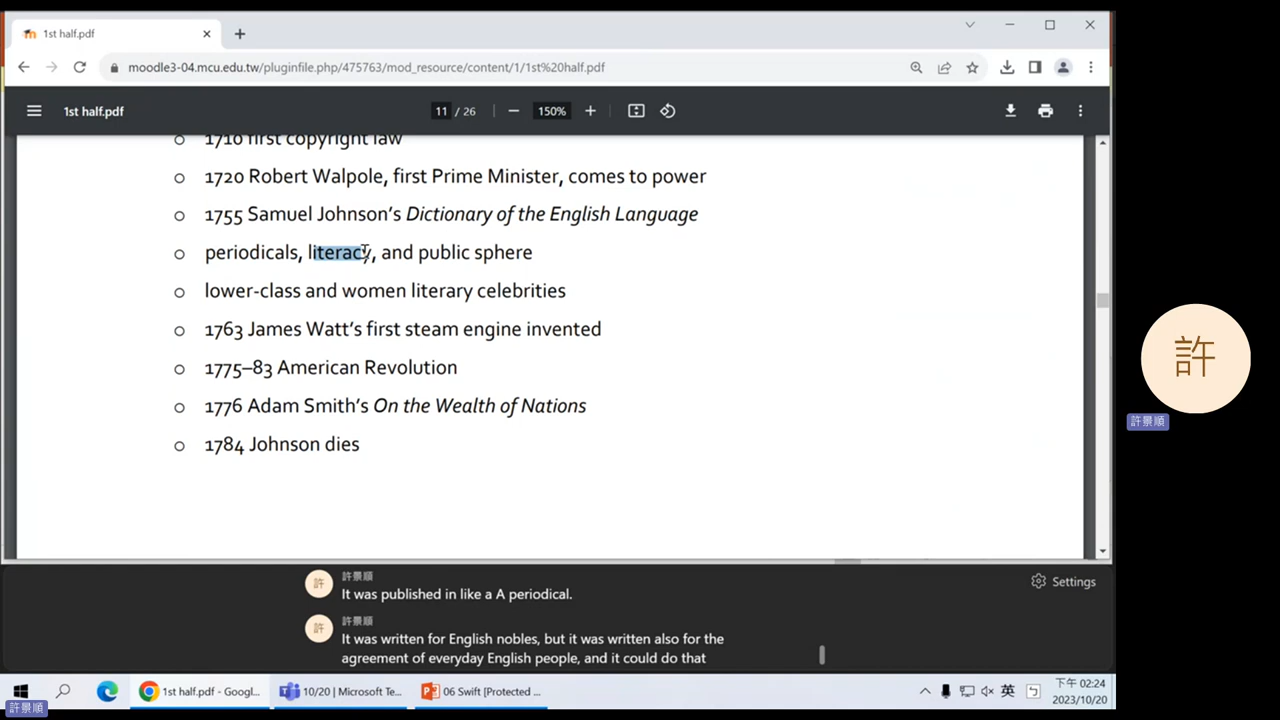 1st half.pdf
moodle3-04.mcu.edu.tw/pluginfile.php/475763/mod_resource/content/1/1st%20half.pdf
1st half.pdf
11 / 26
150%
1710 first copyright law
1720 Robert Walpole, first Prime Minister, comes to power
1755 Samuel Johnson's Dictionary of the English Language
periodicals, literacy, and public sphere
lower-class and women literary celebrities
1763 James Watt's first steam engine invented
1775–83 American Revolution
1776 Adam Smith's On the Wealth of Nations
1784 Johnson dies
許
許景順
許
許景順
It was published in like a A periodical.
Settings
許
許景順
It was written for English nobles, but it was written also for the
agreement of everyday English people, and it could do that
1st half.pdf - Googl...
10/20 | Microsoft Te...
06 Swift [Protected ...
英
下午 02:24
2023/10/20
許景順